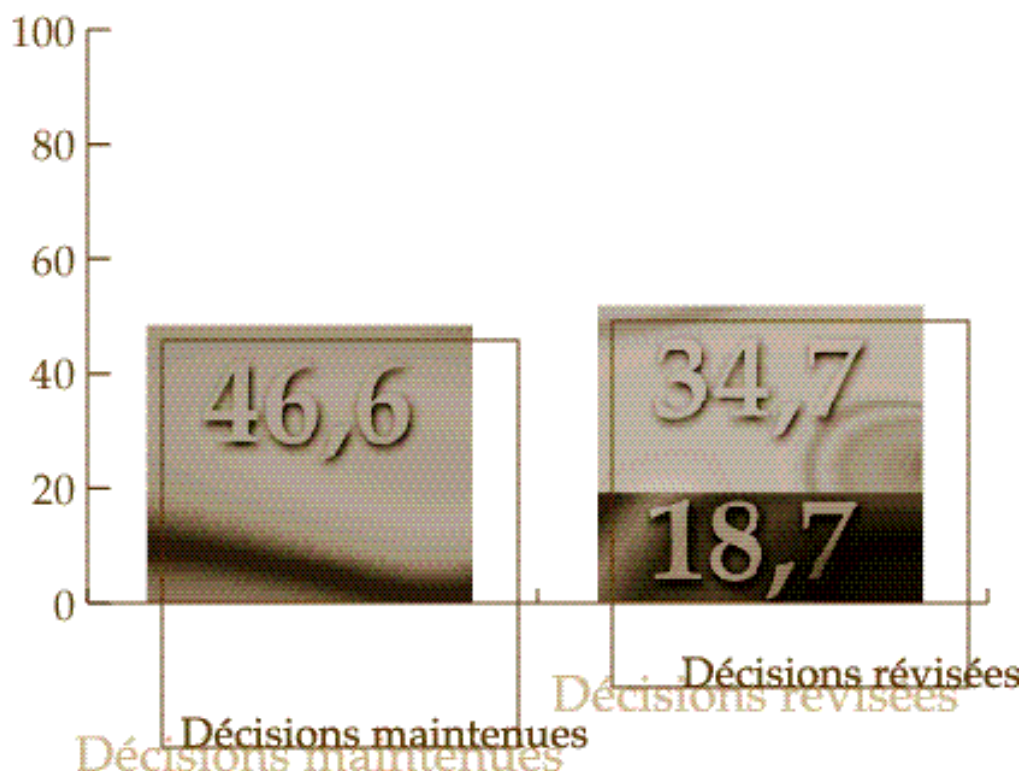 100
80
60
40
20
0
46,6
34,7
18,7
Décisions révisées
Décisions révisées
Décisions maintenues
Décisions maintenues